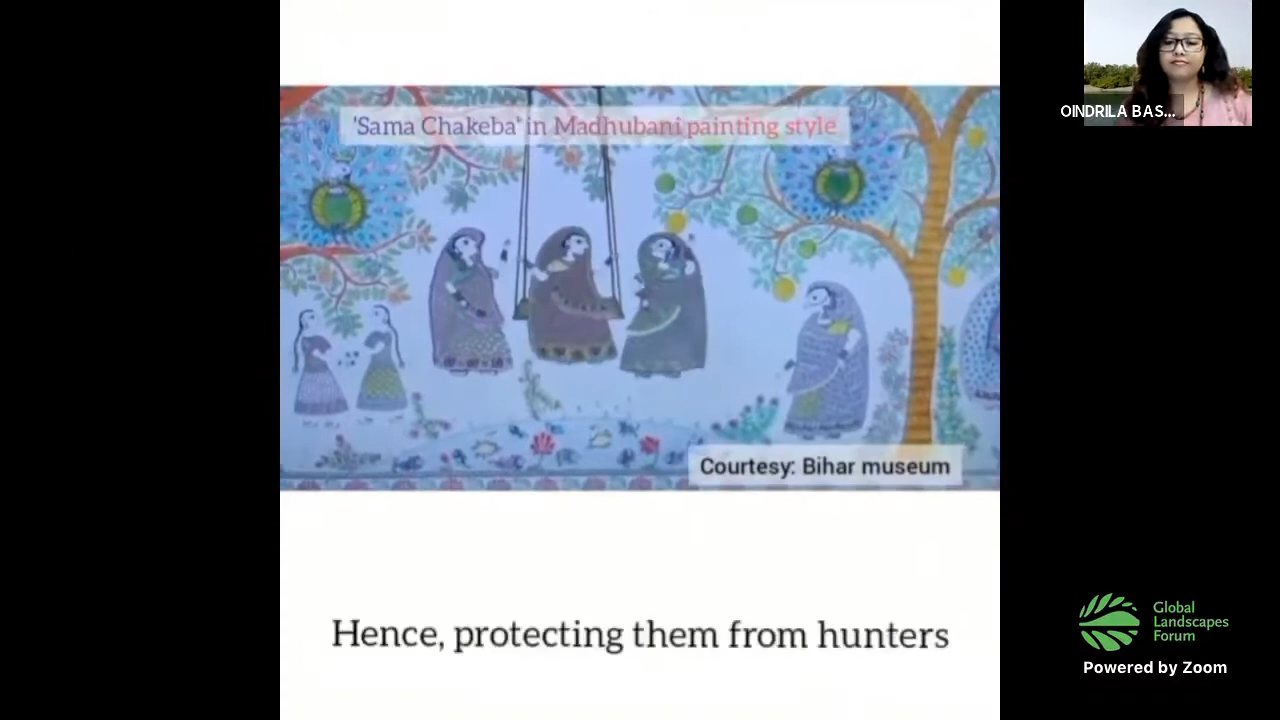 'Sama Chakeba' in Madhubani painting style
OINDRILA BAS...
Courtesy: Bihar museum
Hence, protecting them from hunters
Global
Landscapes
Forum
Powered by Zoom